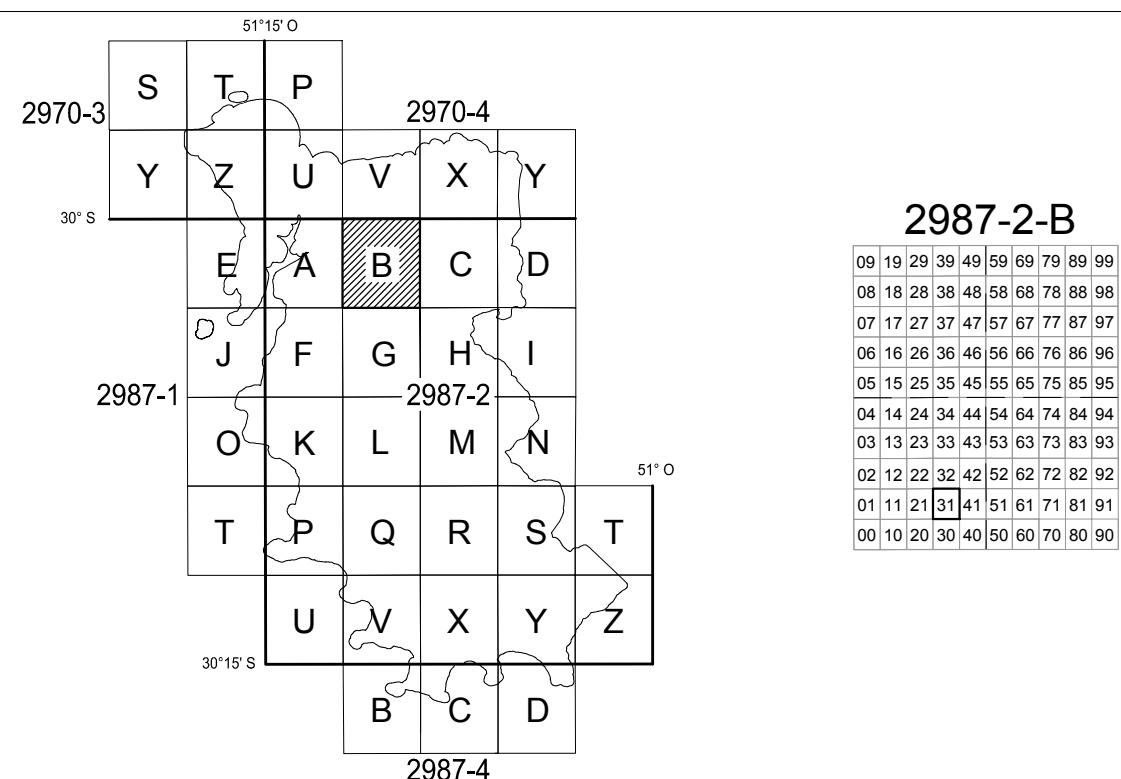 51°15' O
S T P
2970-3
2970-4
Y Z U V X Y
30° S
E A B C D
J F G H I
2987-1
2987-2
O K L M N
51° O
T P Q R S T
U V X Y Z
30°15' S
B C D
2987-4
2987-2-B
09 19 29 39 49 59 69 79 89 99
08 18 28 38 48 58 68 78 88 98
07 17 27 37 47 57 67 77 87 97
06 16 26 36 46 56 66 76 86 96
05 15 25 35 45 55 65 75 85 95
04 14 24 34 44 54 64 74 84 94
03 13 23 33 43 53 63 73 83 93
02 12 22 32 42 52 62 72 82 92
01 11 21 31 41 51 61 71 81 91
00 10 20 30 40 50 60 70 80 90